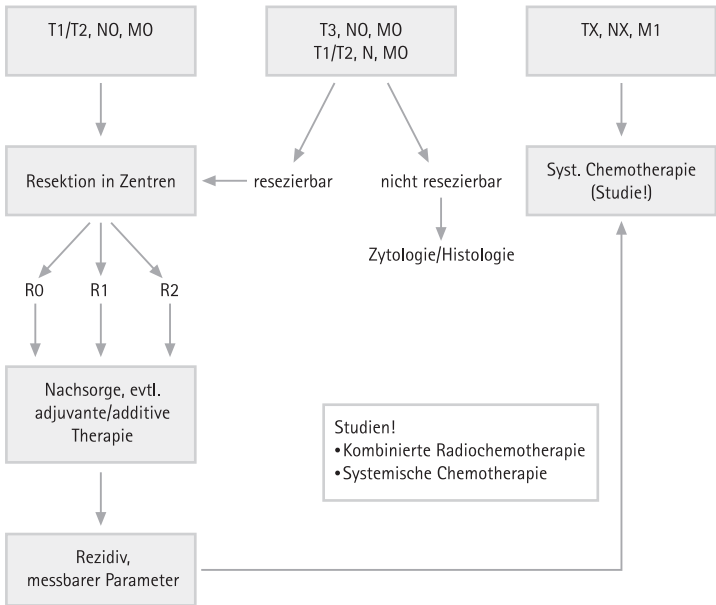 T1/T2, N0, M0
T3, N0, M0
T1/T2, N, M0
TX, NX, M1
Resektion in Zentren
resezierbar
nicht resezierbar
Syst. Chemotherapie
(Studie!)
Zytologie/Histologie
R0
R1
R2
Nachsorge, evtl.
adjuvante/additive
Therapie
Studien!
• Kombinierte Radiochemotherapie
• Systemische Chemotherapie
Rezidiv,
messbarer Parameter